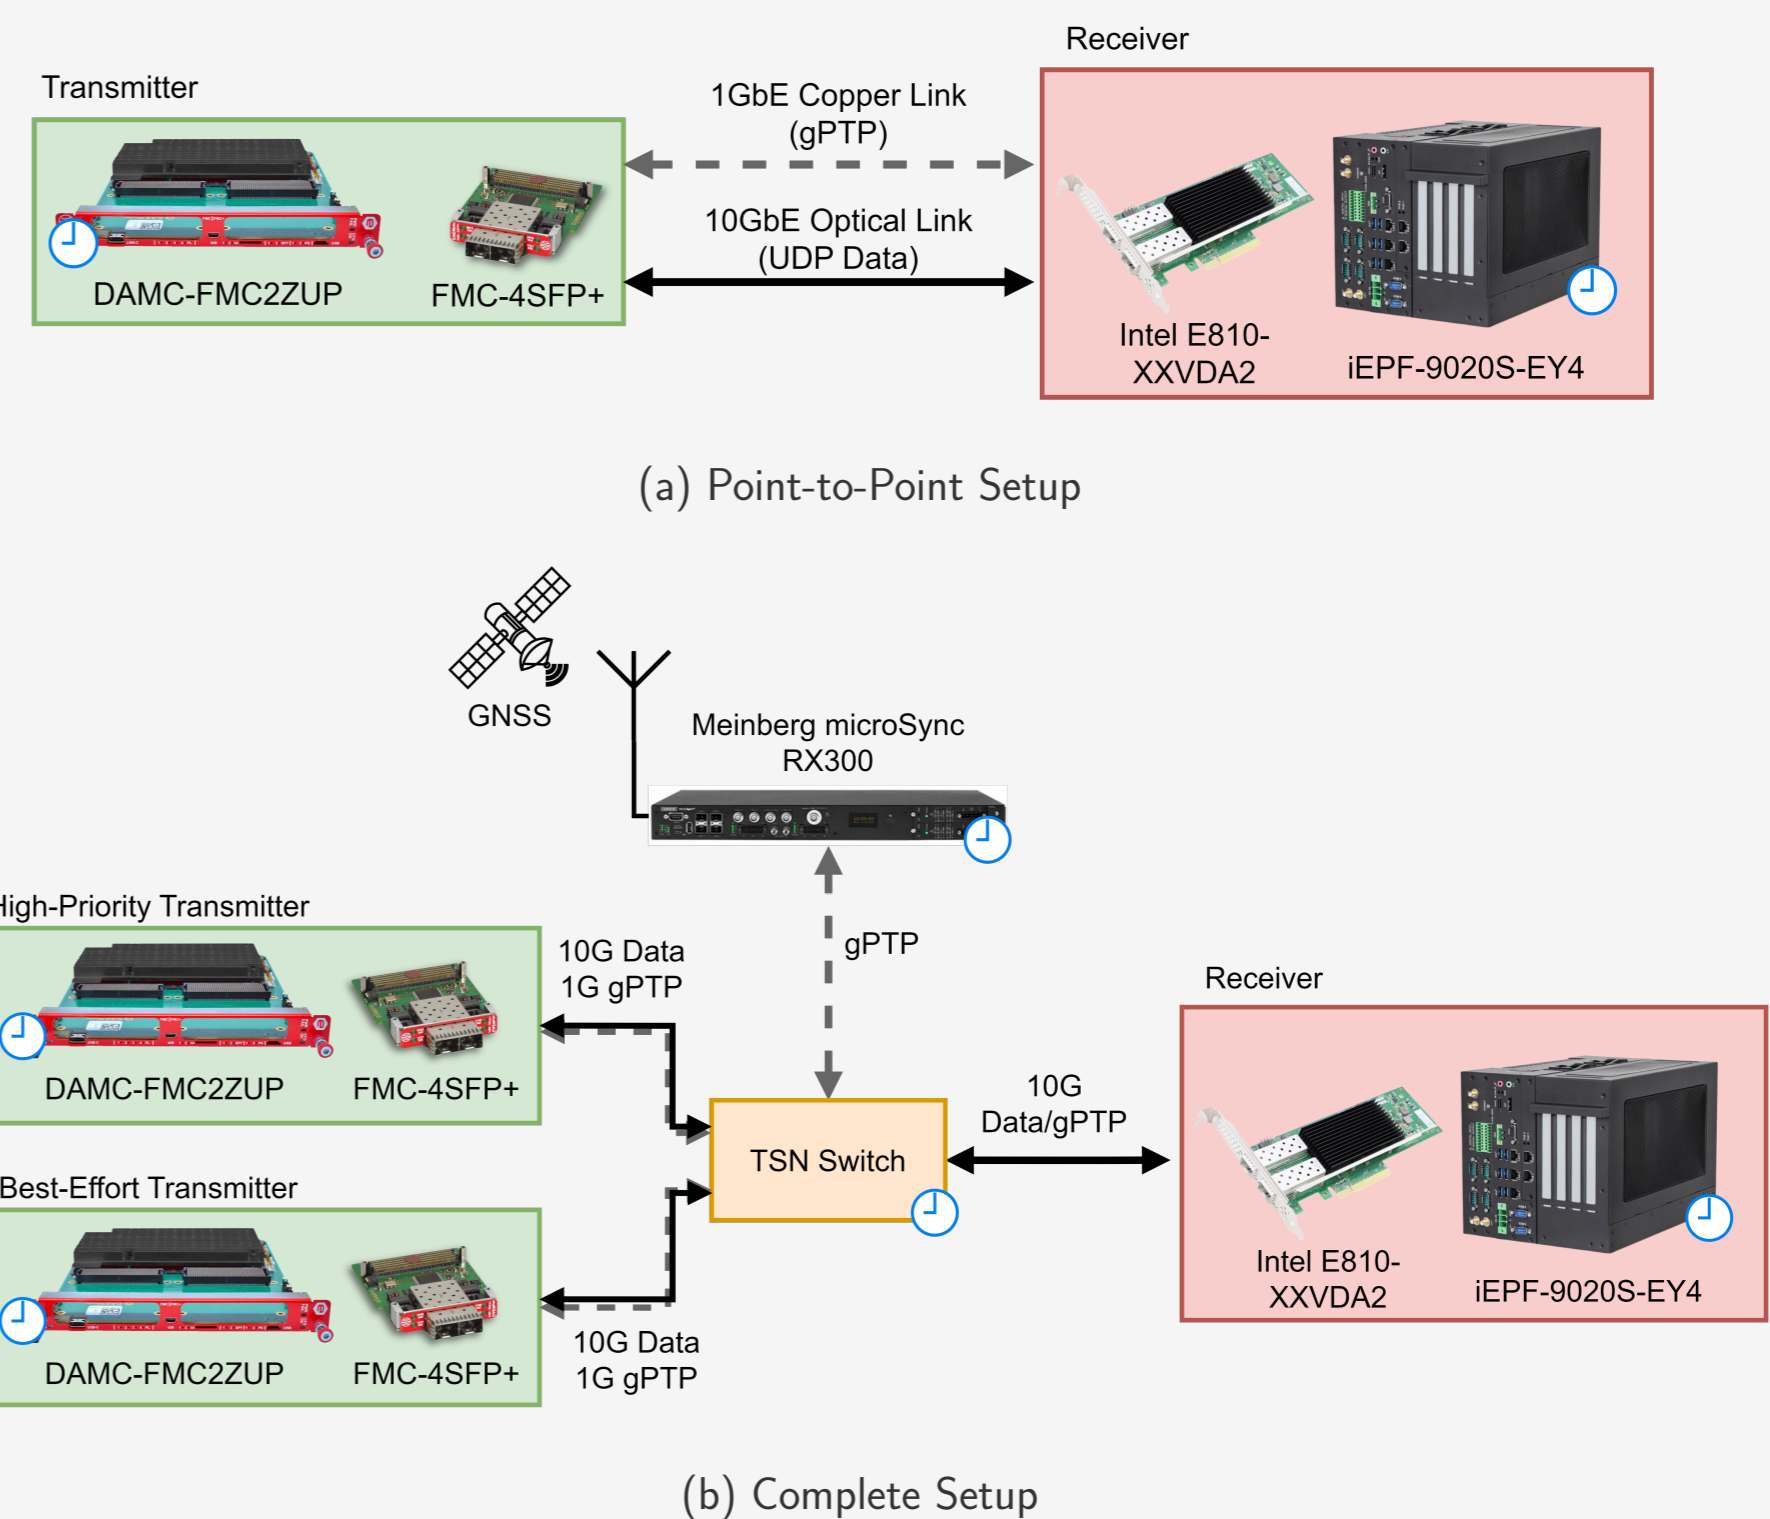 Receiver
Transmitter
1GbE Copper Link
(gPTP)
10GbE Optical Link
(UDP Data)
DAMC-FMC2ZUP
FMC-4SFP+
Intel E810-
XXVDA2
iEPF-9020S-EY4
(a) Point-to-Point Setup
GNSS
Meinberg microSync
RX300
gPTP
High-Priority Transmitter
10G Data
1G gPTP
DAMC-FMC2ZUP
FMC-4SFP+
Receiver
10G
Data/gPTP
TSN Switch
Best-Effort Transmitter
10G Data
1G gPTP
DAMC-FMC2ZUP
FMC-4SFP+
Intel E810-
XXVDA2
iEPF-9020S-EY4
(b) Complete Setup